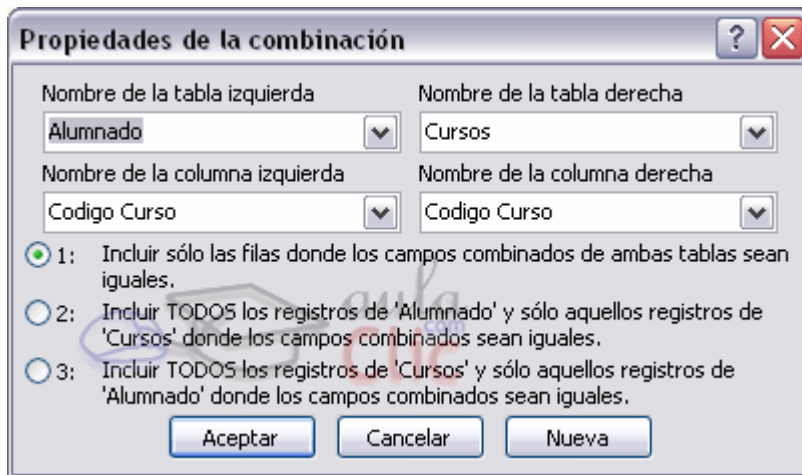 Propiedades de la combinación
Nombre de la tabla izquierda
Nombre de la tabla derecha
Alumnado
Cursos
Nombre de la columna izquierda
Nombre de la columna derecha
Codigo Curso
Codigo Curso
1: Incluir sólo las filas donde los campos combinados de ambas tablas sean
iguales.
2: Incluir TODOS los registros de 'Alumnado' y sólo aquellos registros de
'Cursos' donde los campos combinados sean iguales.
3: Incluir TODOS los registros de 'Cursos' y sólo aquellos registros de
'Alumnado' donde los campos combinados sean iguales.
aula
.com
Clic
Aceptar
Cancelar
Nueva